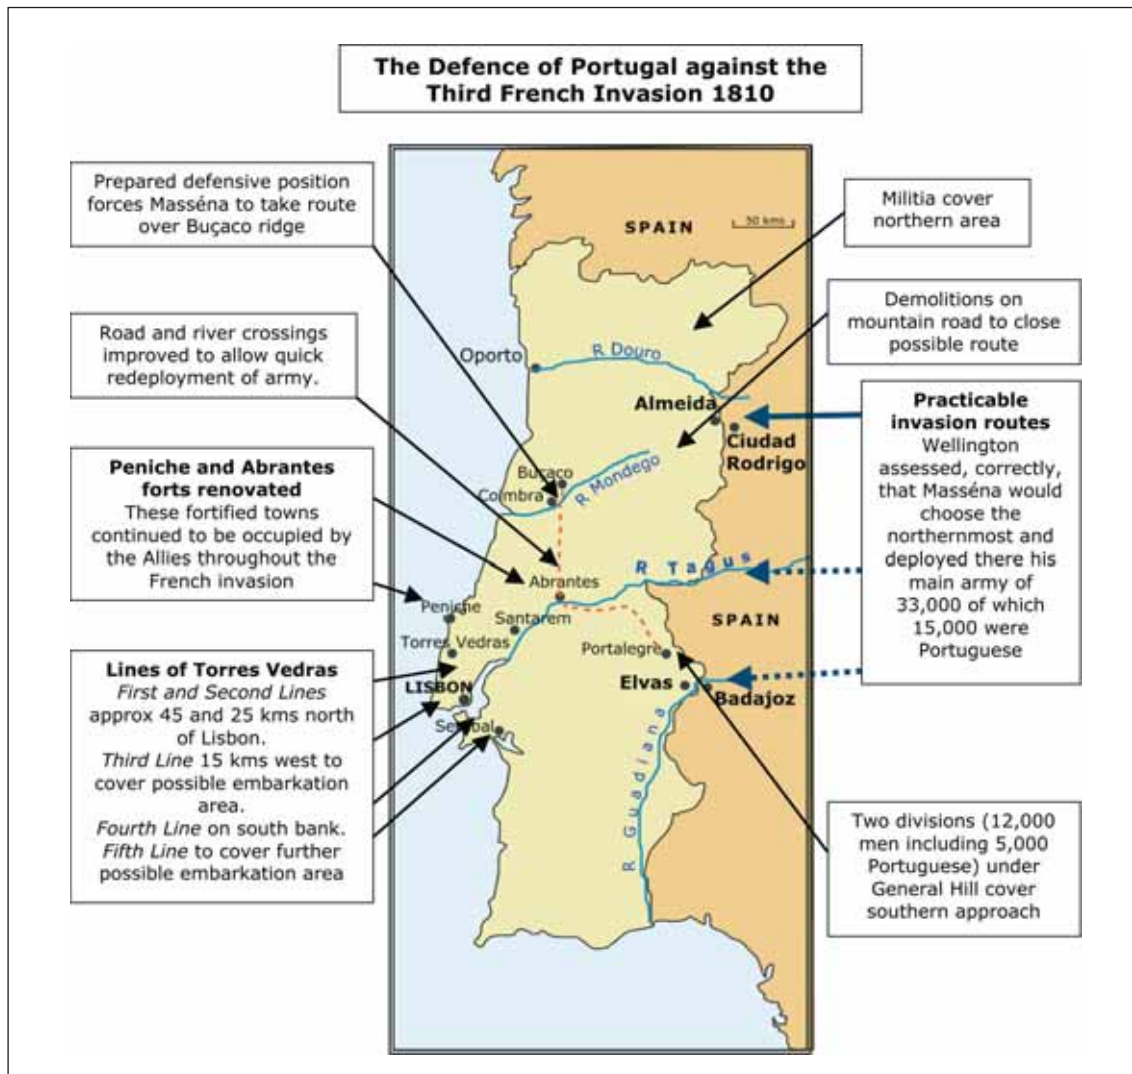 The Defence of Portugal against the
Third French Invasion 1810
Prepared defensive position
forces Masséna to take route
over Buçaco ridge
Road and river crossings
improved to allow quick
redeployment of army.
Peniche and Abrantes
forts renovated
These fortified towns
continued to be occupied by
the Allies throughout the
French invasion
Lines of Torres Vedras
First and Second Lines
approx 45 and 25 kms north
of Lisbon.
Third Line 15 kms west to
cover possible embarkation
area.
Fourth Line on south bank.
Fifth Line to cover further
possible embarkation area
SPAIN
50 kms
Oporto
R Douro
Almeida
Ciudad
Rodrigo
Buçaco
Coimbra
R Mondego
R Tagus
Abrantes
Peniche
Santarem
SPAIN
Torres Vedras
Portalegre
LISBON
Elvas
Badajoz
Setubal
R Guadiana
Militia cover
northern area
Demolitions on
mountain road to close
possible route
Practicable
invasion routes
Wellington
assessed, correctly,
that Masséna would
choose the
northernmost and
deployed there his
main army of
33,000 of which
15,000 were
Portuguese
Two divisions (12,000
men including 5,000
Portuguese) under
General Hill cover
southern approach